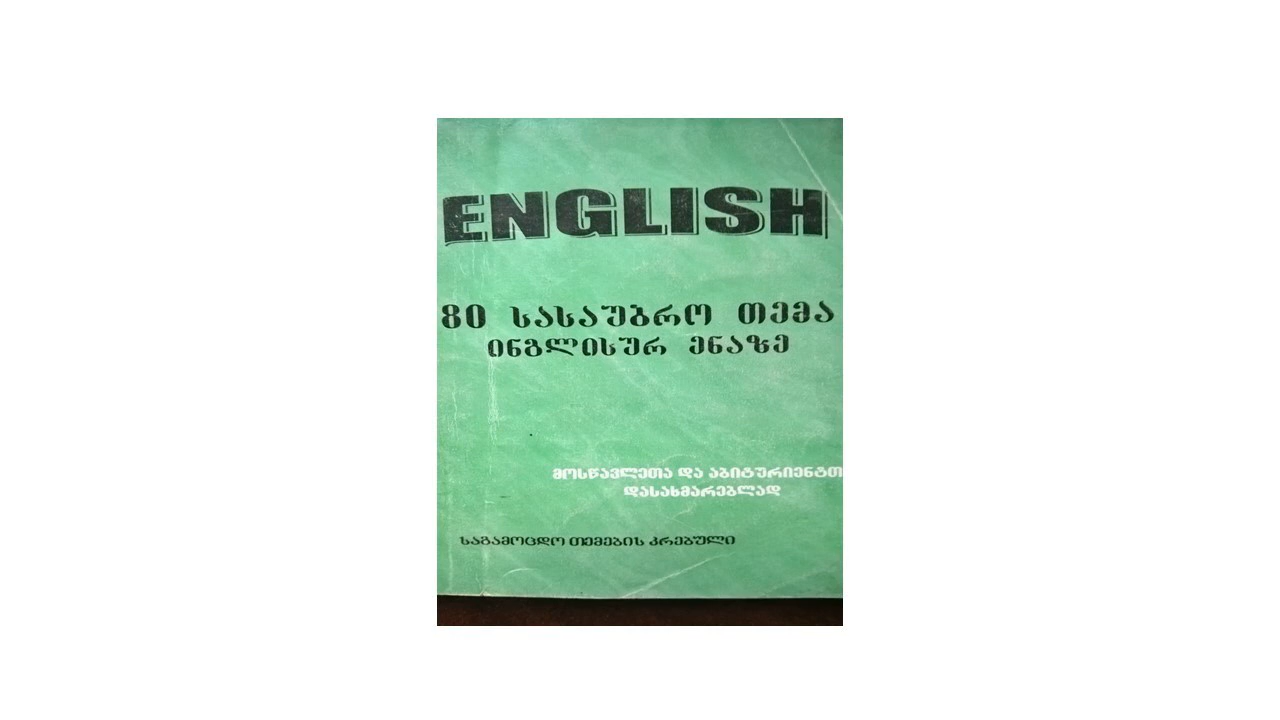 ENGLISH
80 სასაუბრო თემა
ინგლისურ ენაზე
მოსწავლეთა და აბიტურიენტთ
დასახმარებლად
საგამოცდო თემების კრებული